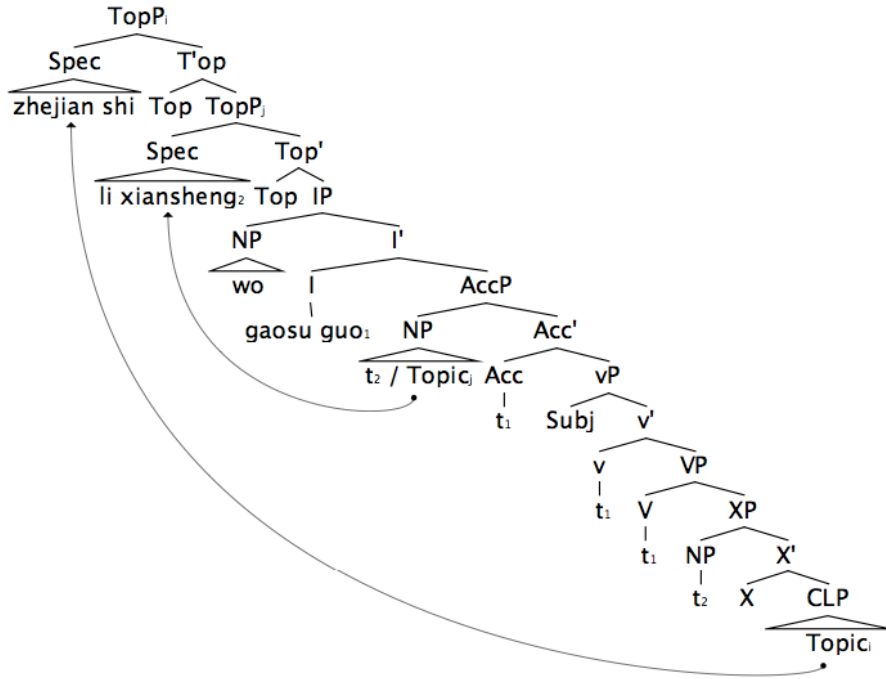 TopPᵢ
Spec T'op
zhejian shi Top TopPⱼ
Spec Top'
li xiansheng₂ Top IP
NP I'
wo I AccP
gaosu guo₁ NP Acc'
t₂ / Topicⱼ Acc vP
t₁ Subj v'
v VP
t₁ V XP
t₁ NP X'
t₂ X CLP
Topicᵢ